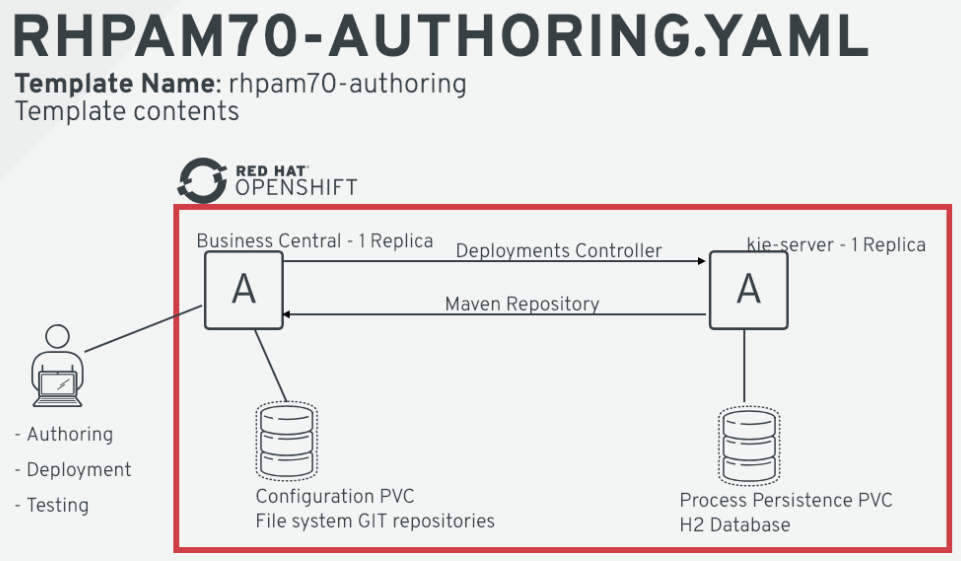 RHPAM70-AUTHORING.YAML
Template Name: rhpam70-authoring
Template contents
RED HAT
OPENSHIFT
Business Central - 1 Replica
Deployments Controller
kie-server - 1 Replica
A
A
Maven Repository
- Authoring
- Deployment
- Testing
Configuration PVC
File system GIT repositories
Process Persistence PVC
H2 Database